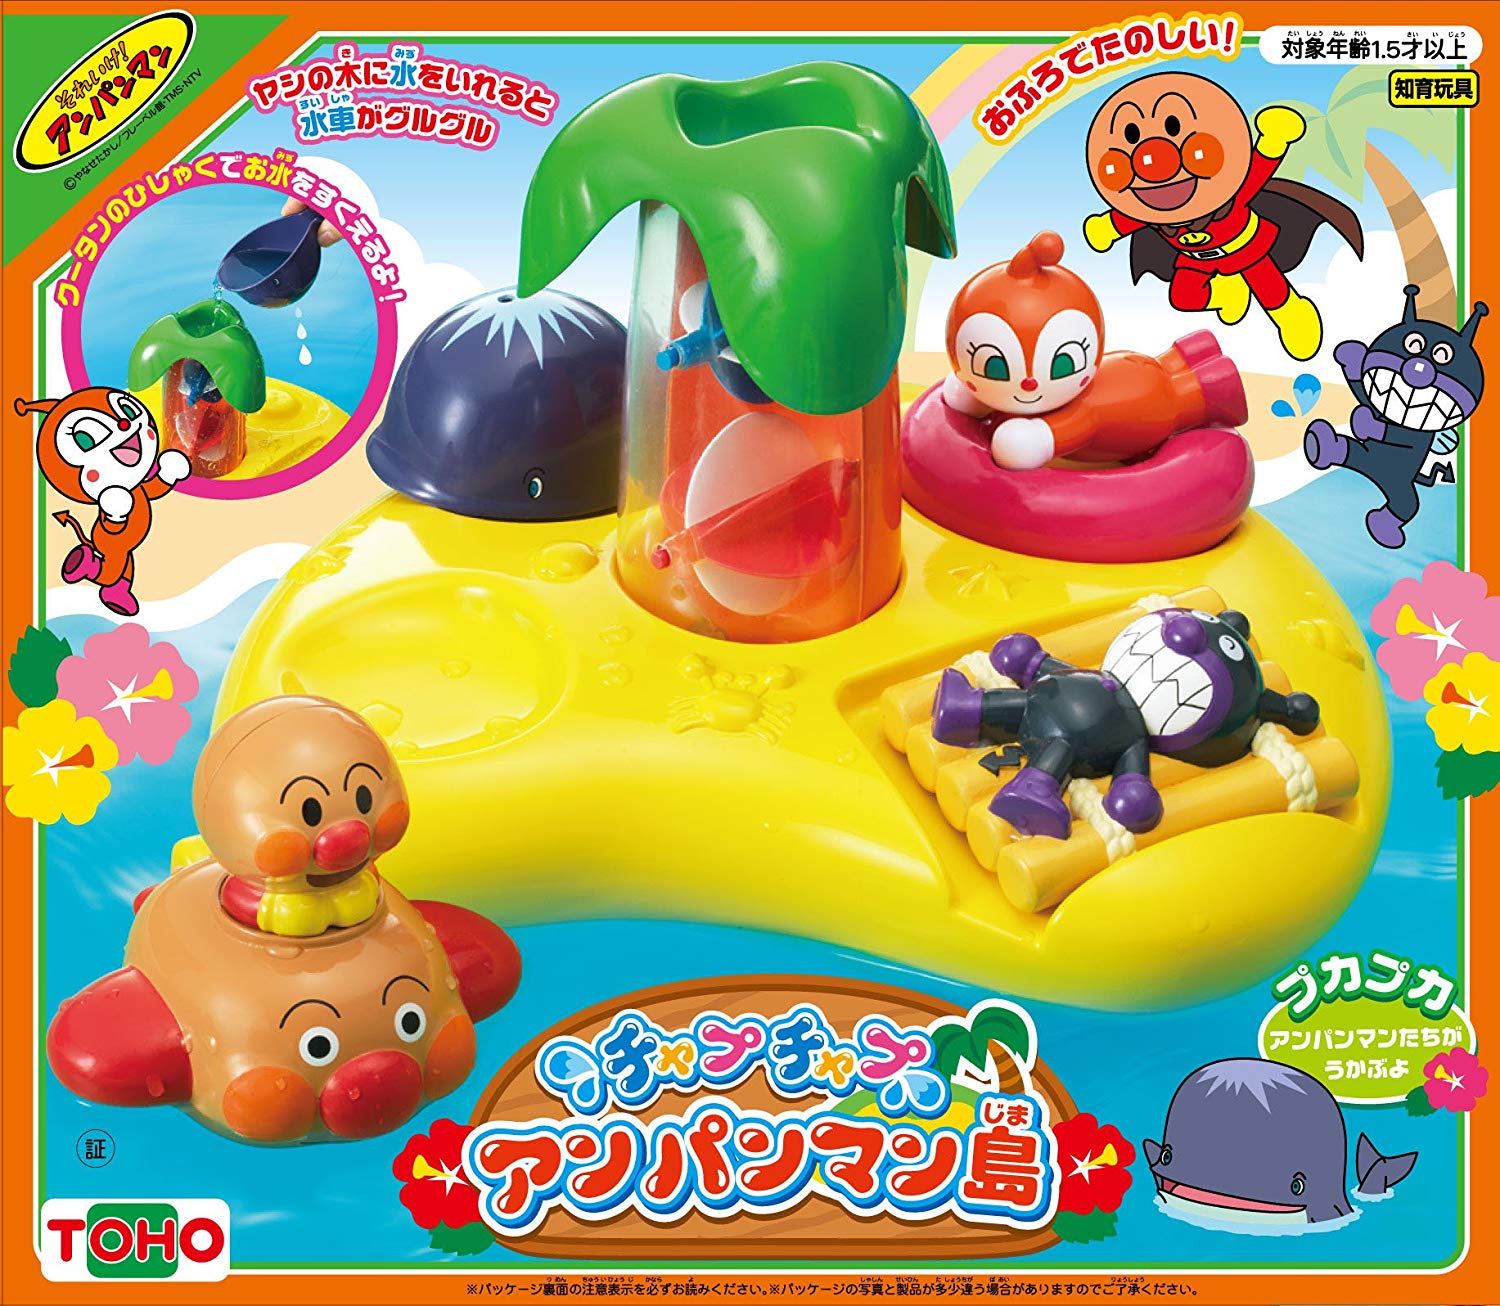 それいけ!
アンパンマン
©やなせたかし/フレーベル館・TMS・NTV
ヤシの木に水をいれると
水車がグルグル
クータンのひしゃくでお水をすくえるよ!
おふろでたのしい!
対象年齢1.5才以上
知育玩具
プカプカ
アンパンマンたちが
うかぶよ
チャプチャプ
アンパンマン島
証
TOHO
※パッケージ裏面の注意表示を必ずお読みください。※パッケージの写真と製品が多少違う場合がありますのでご了承ください。